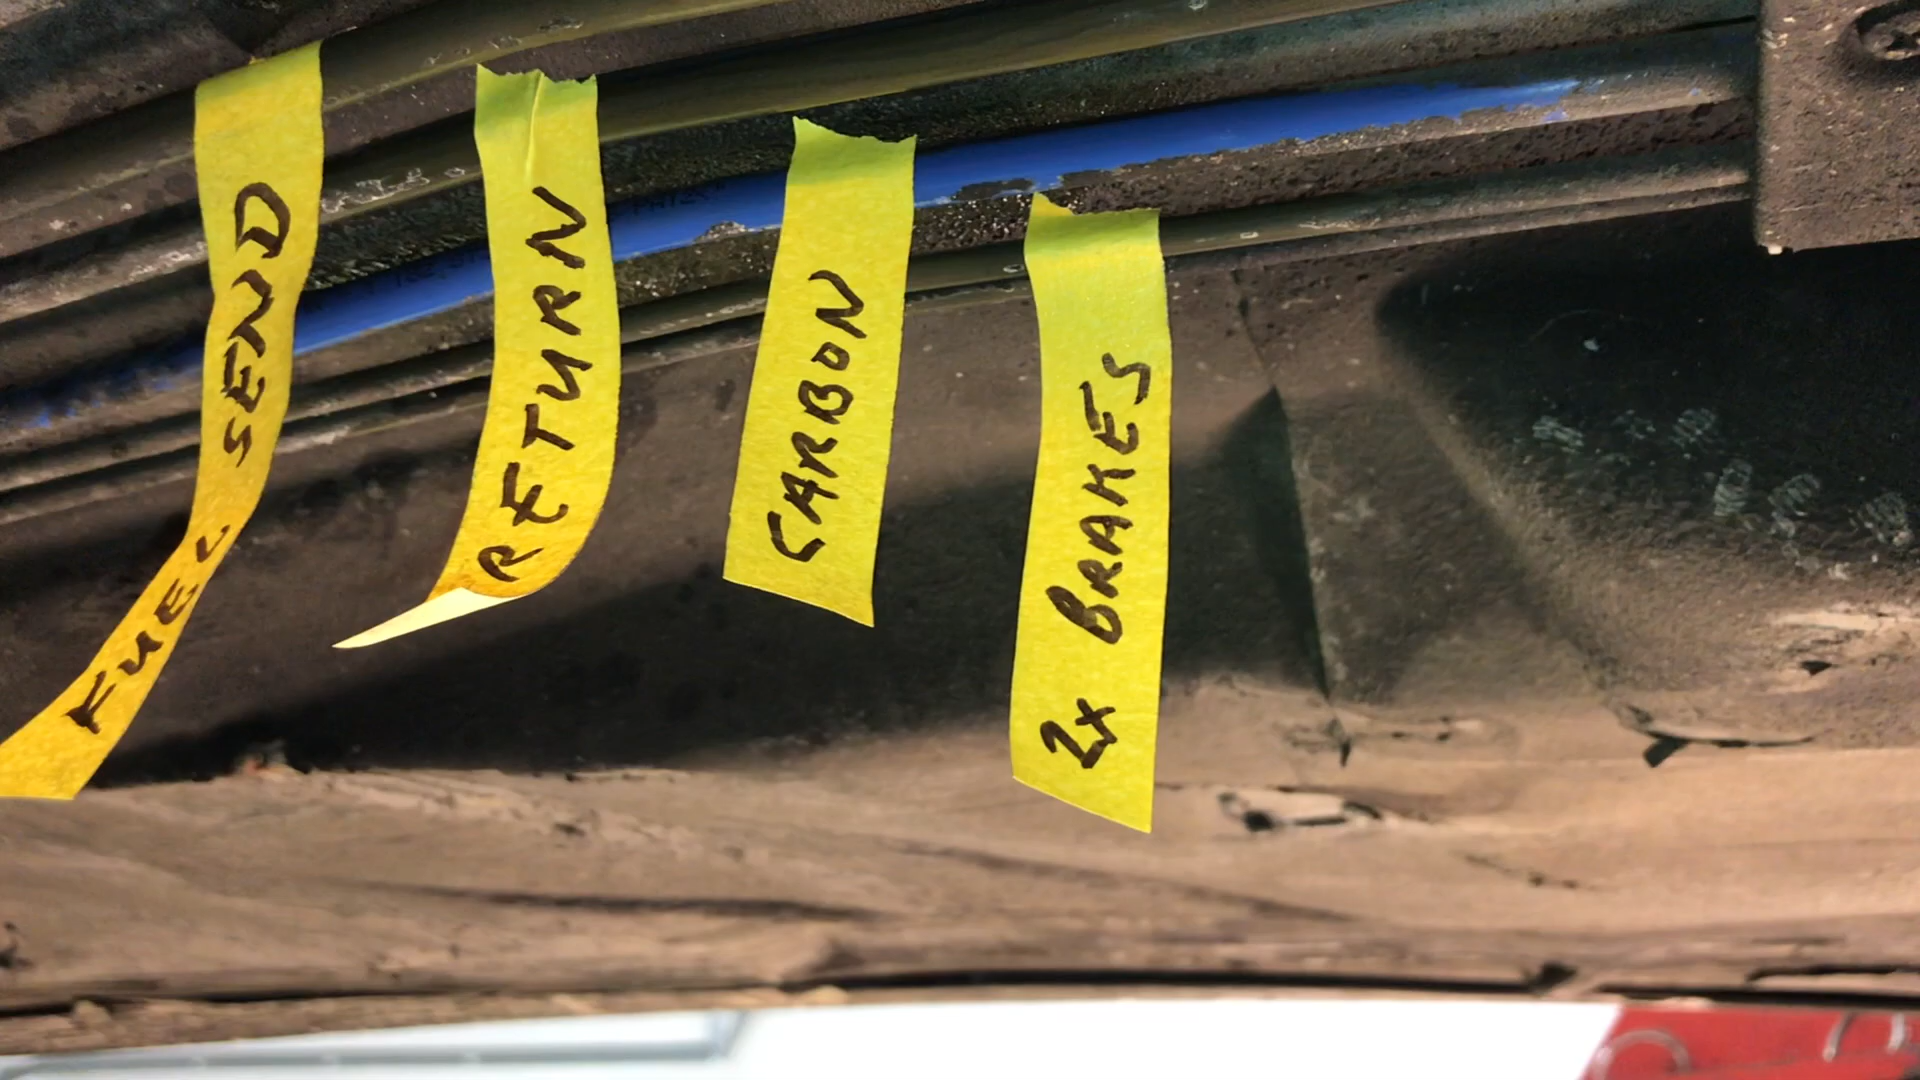 FUEL SEND
RETURN
CARBON
2x BRAKES